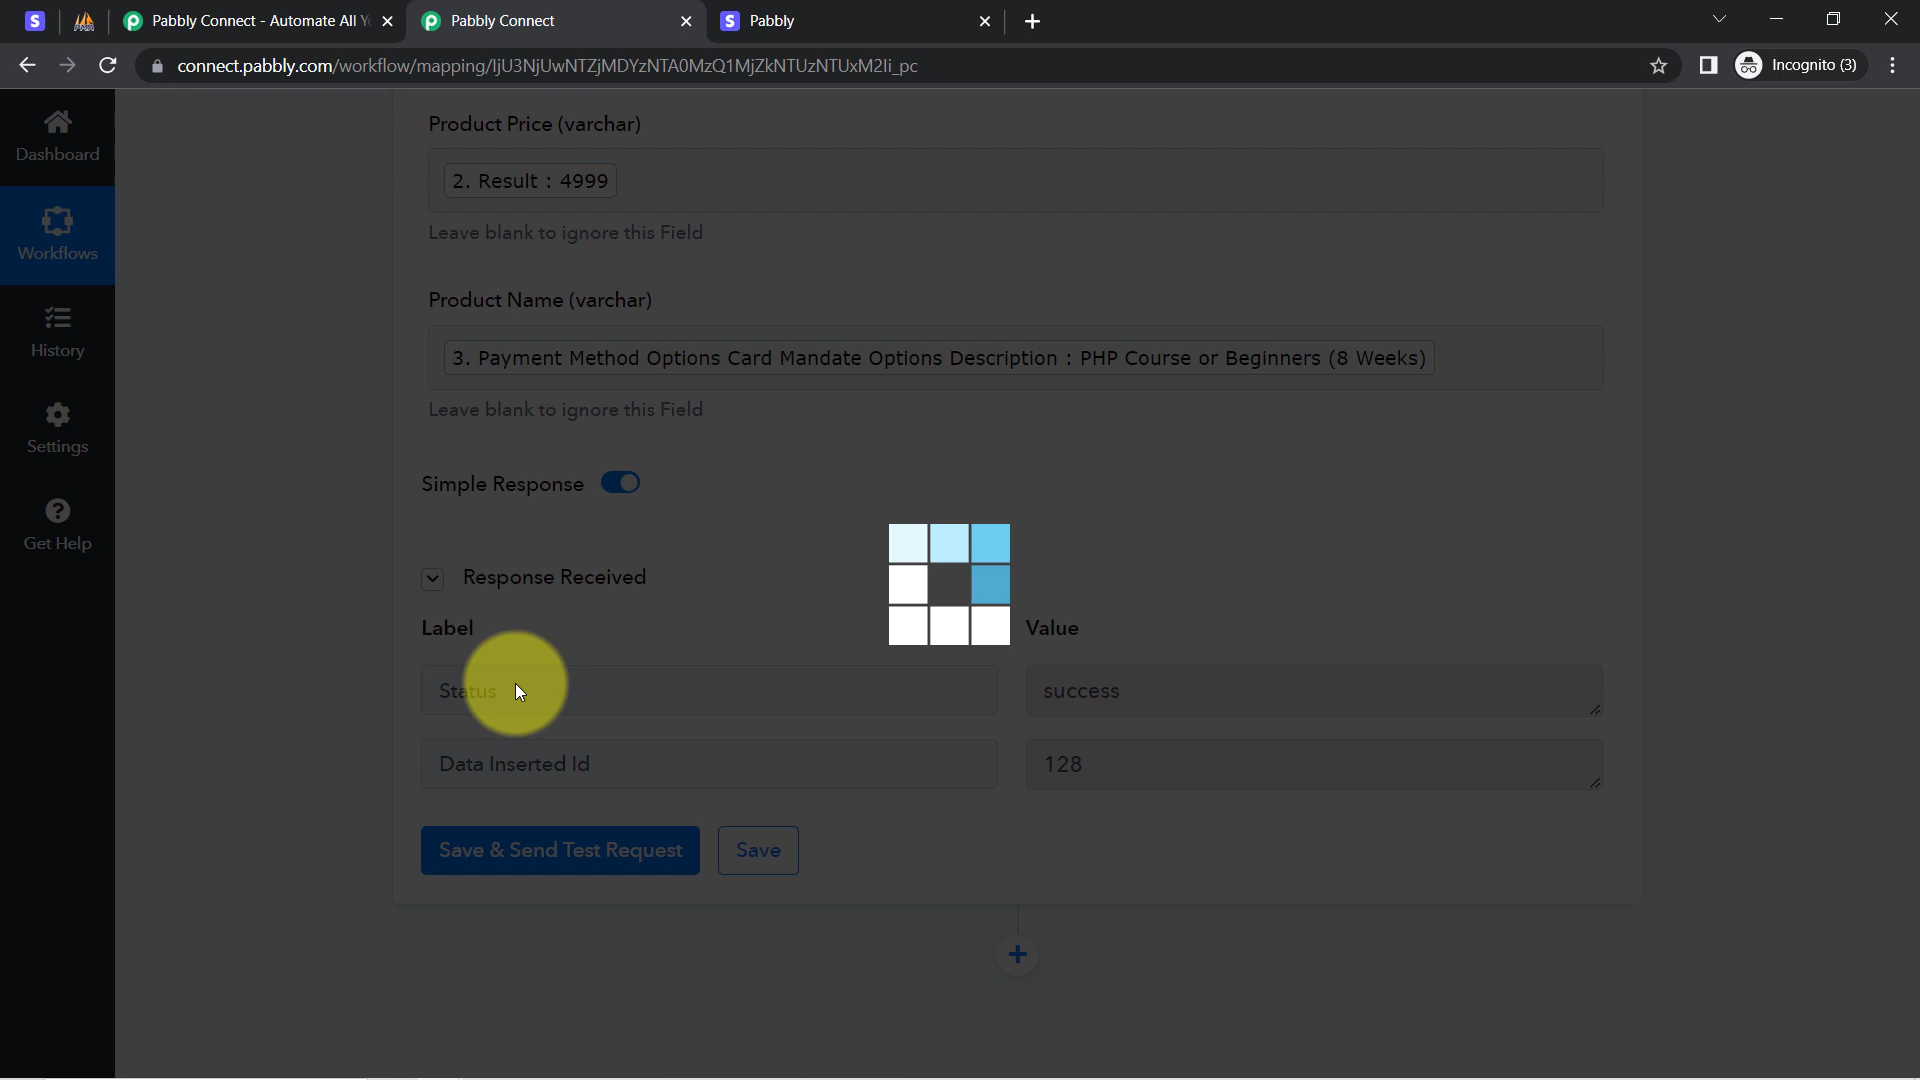 Pabbly Connect - Automate All Y
Pabbly Connect
Pabbly
connect.pabbly.com/workflow/mapping/IjU3NjUwNTZjMDYzNTA0MzQ1MjZkNTUzNTUxM2Ii_pc
Incognito (3)
Dashboard
Workflows
History
Settings
Get Help
Product Price (varchar)
2. Result : 4999
Leave blank to ignore this Field
Product Name (varchar)
3. Payment Method Options Card Mandate Options Description : PHP Course or Beginners (8 Weeks)
Leave blank to ignore this Field
Simple Response
Response Received
Label Value
Status success
Data Inserted Id 128
Save & Send Test Request Save